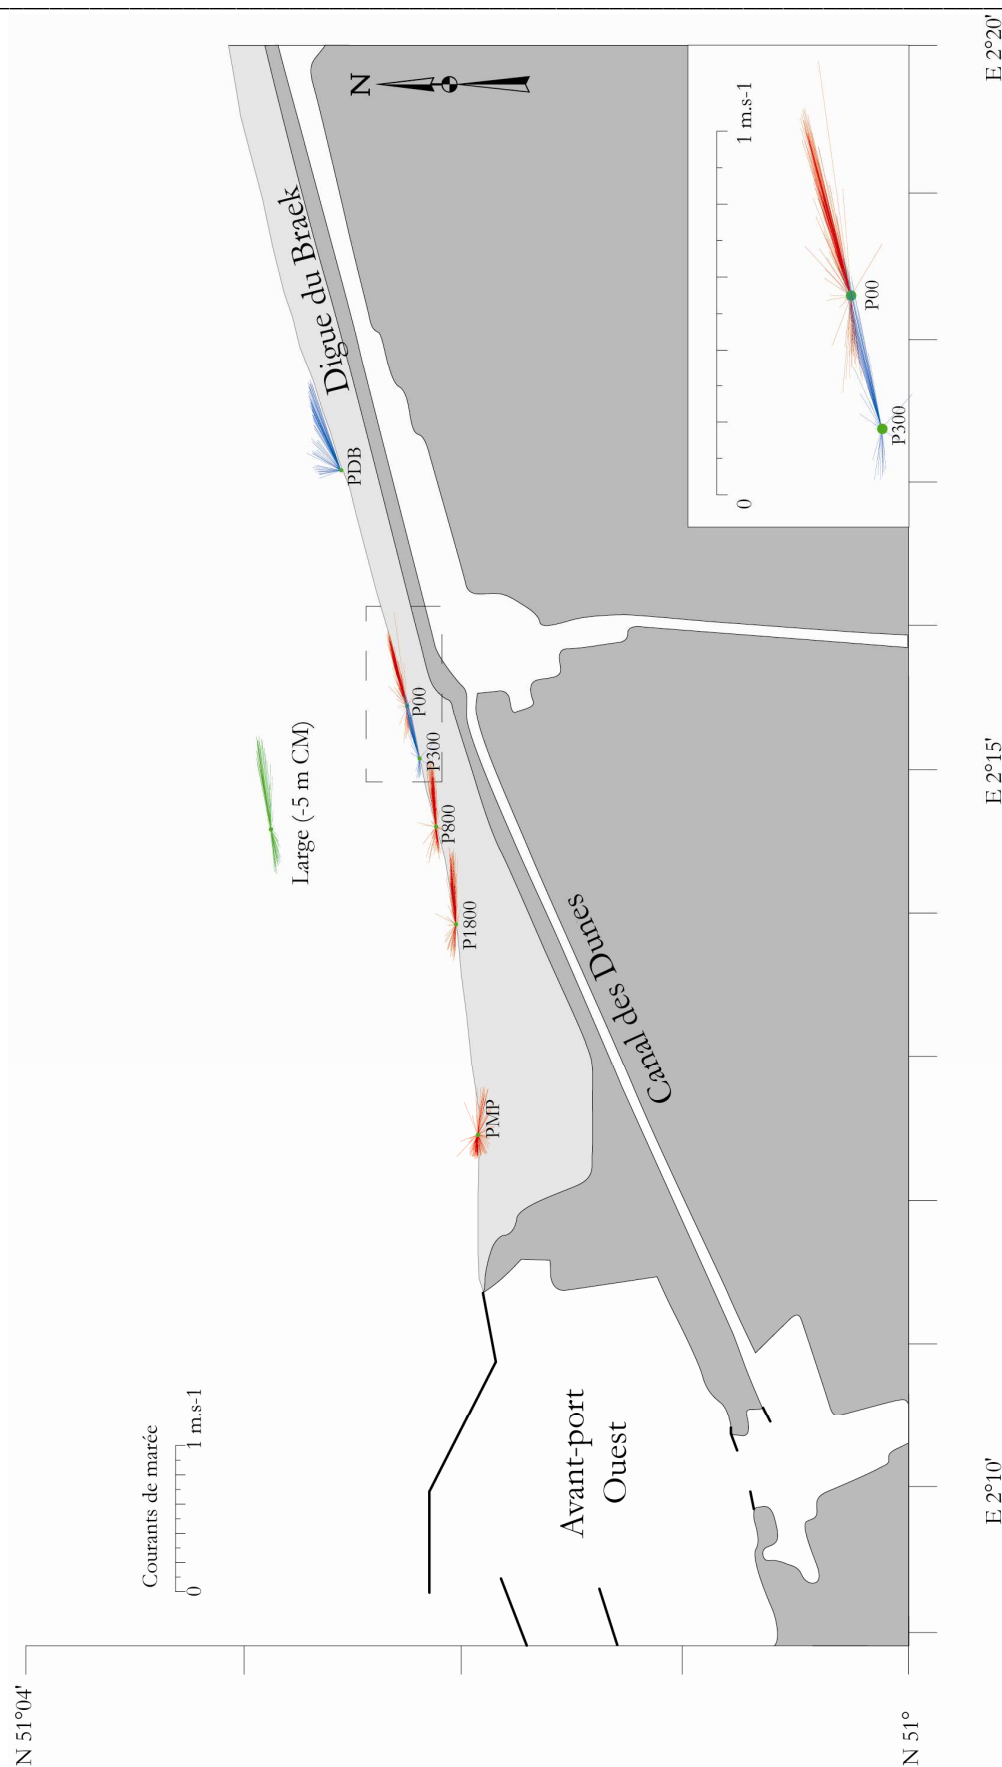 N 51°04'
N 51°
E 2°10'
E 2°15'
E 2°20'
Courants de marée
0
1 m.s-1
Avant-port
Ouest
Canal des Dunes
Digue du Braek
N
Large (-5 m CM)
PMP
P1800
P800
P300
P00
PDB
0
1 m.s-1
P300
P00